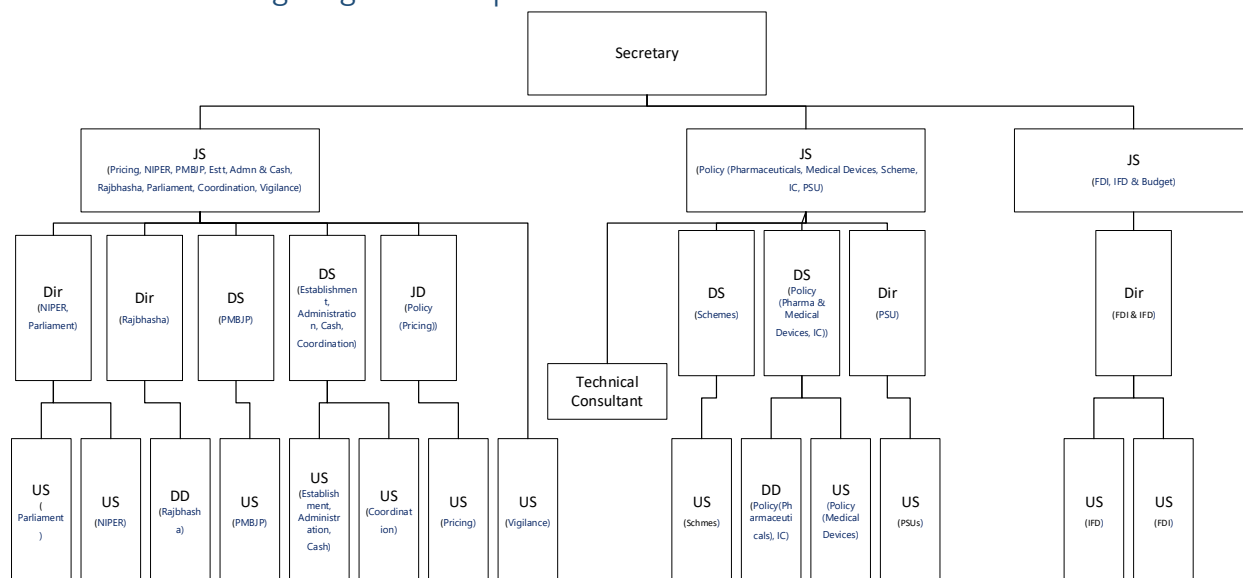 Secretary
JS
(Pricing, NIPER, PMBJP, Estt, Admn & Cash,
Rajbhasha, Parliament, Coordination, Vigilance)
JS
(Policy (Pharmaceuticals, Medical Devices, Scheme,
IC, PSU)
JS
(FDI, IFD & Budget)
Dir
(NIPER,
Parliament)
Dir
(Rajbhasha)
DS
(PMBJP)
DS
(Establishmen
t,
Administratio
n, Cash,
Coordination)
JD
(Policy
(Pricing))
Technical
Consultant
DS
(Schemes)
DS
(Policy
(Pharma &
Medical
Devices, IC))
Dir
(PSU)
Dir
(FDI & IFD)
US
(
Parliament
)
US
(NIPER)
DD
(Rajbhash
a)
US
(PMBJP)
US
(Establish
ment,
Administr
ation,
Cash)
US
(Coordinat
ion)
US
(Pricing)
US
(Vigilance)
US
(Schmes)
DD
(Policy(Ph
armaceuti
cals), IC)
US
(Policy
(Medical
Devices)
US
(PSUs)
US
(IFD)
US
(FDI)